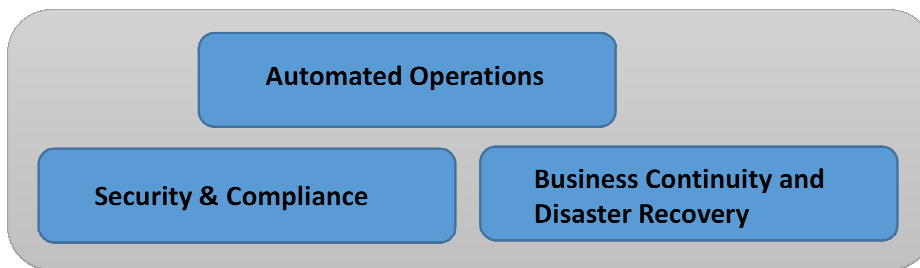 Automated Operations
Security & Compliance
Business Continuity and
Disaster Recovery